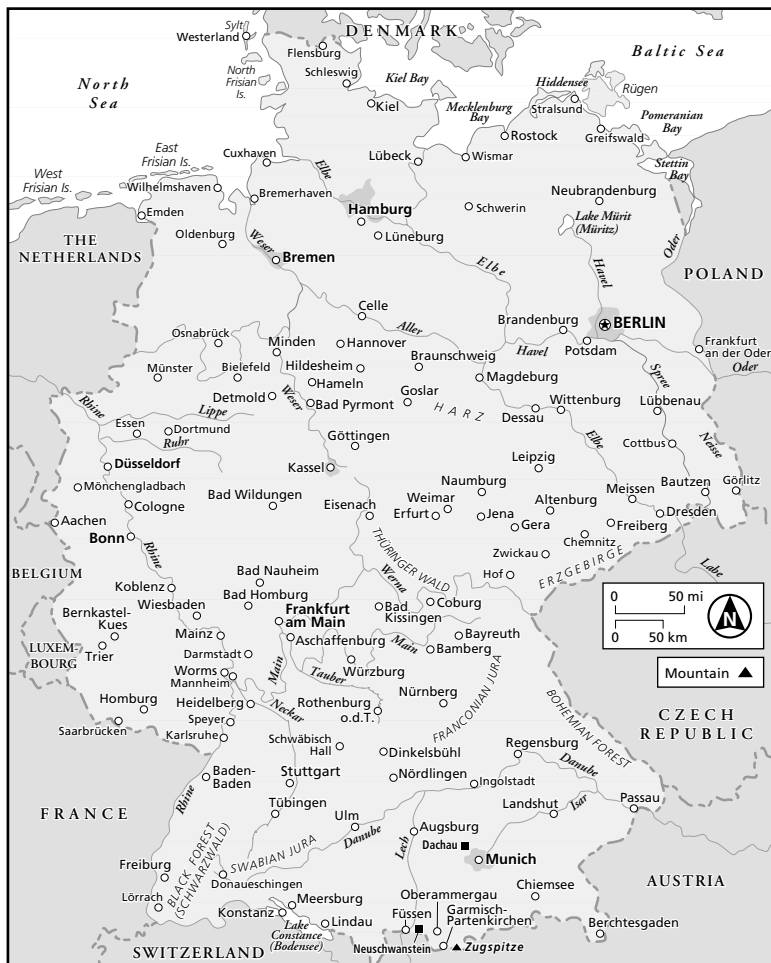 Sylt
DENMARK
Westerland
Flensburg
Baltic Sea
Schleswig
North
Sea
North
Frisian
Is.
Kiel Bay
Hiddensee
Rügen
Kiel
Mecklenburg
Bay
Stralsund
Pomeranian
Bay
Rostock
Greifswald
East
Frisian Is.
Cuxhaven
Elbe
Lübeck
Wismar
Stettin
Bay
West
Frisian Is.
Wilhelmshaven
Bremerhaven
Neubrandenburg
Emden
Hamburg
Schwerin
Lake Mürit
(Müritz)
THE
NETHERLANDS
Oldenburg
Weser
Lüneburg
Oder
Bremen
Elbe
Havel
POLAND
Celle
Aller
Brandenburg
BERLIN
Osnabrück
Minden
Hannover
Havel
Potsdam
Frankfurt
an der Oder
Oder
Braunschweig
Münster
Bielefeld
Hildesheim
Magdeburg
Spree
Hameln
Rhine
Detmold
Weser
Bad Pyrmont
Goslar
HARZ
Wittenburg
Lübbenau
Lippe
Dessau
Essen
Dortmund
Ruhr
Göttingen
Elbe
Cottbus
Neisse
Düsseldorf
Kassel
Leipzig
Mönchengladbach
Naumburg
Meissen
Bautzen
Görlitz
Cologne
Bad Wildungen
Eisenach
Weimar
Erfurt
Jena
Altenburg
Gera
Freiberg
Dresden
Aachen
Bonn
Chemnitz
Rhine
THÜRINGER WALD
Zwickau
ERZGEBIRGE
Labe
BELGIUM
Bad Nauheim
Werna
Hof
Koblenz
Bad Homburg
Wiesbaden
Frankfurt
am Main
Bad
Kissingen
Coburg
0 50 mi
0 50 km
N
Bernkastel-
Kues
Mainz
Aschaffenburg
Main
Bayreuth
Bamberg
LUXEM-
BOURG
Trier
Darmstadt
Würzburg
Mountain
Worms
Mannheim
Main
Tauber
Nürnberg
FRANCONIAN JURA
BOHEMIAN FOREST
Homburg
Heidelberg
Neckar
Rothenburg
o.d.T.
CZECH
REPUBLIC
Saarbrücken
Speyer
Karlsruhe
Schwäbisch
Hall
Dinkelsbühl
Regensburg
Danube
Baden-
Baden
Stuttgart
Nördlingen
Ingolstadt
Rhine
FRANCE
Landshut
Isar
Passau
Tübingen
Ulm
Danube
Lech
Augsburg
Dachau
Munich
BLACK FOREST
(SCHWARZWALD)
SWABIAN JURA
Freiburg
Donaueschingen
AUSTRIA
Lörrach
Meersburg
Konstanz
Oberammergau
Chiemsee
Lindau
Füssen
Garmisch-
Partenkirchen
Berchtesgaden
Lake
Constance
(Bodensee)
SWITZERLAND
Neuschwanstein
Zugspitze